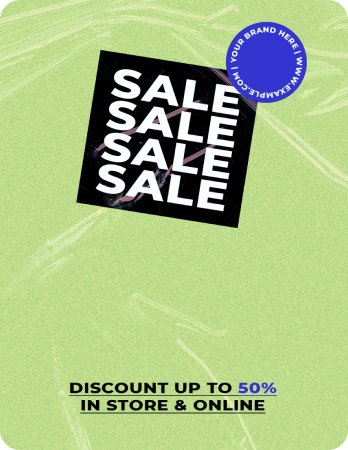 YOUR BRAND HERE | WWW.EXAMPLE.COM |
SALE
SALE
SALE
SALE
DISCOUNT UP TO 50%
IN STORE & ONLINE